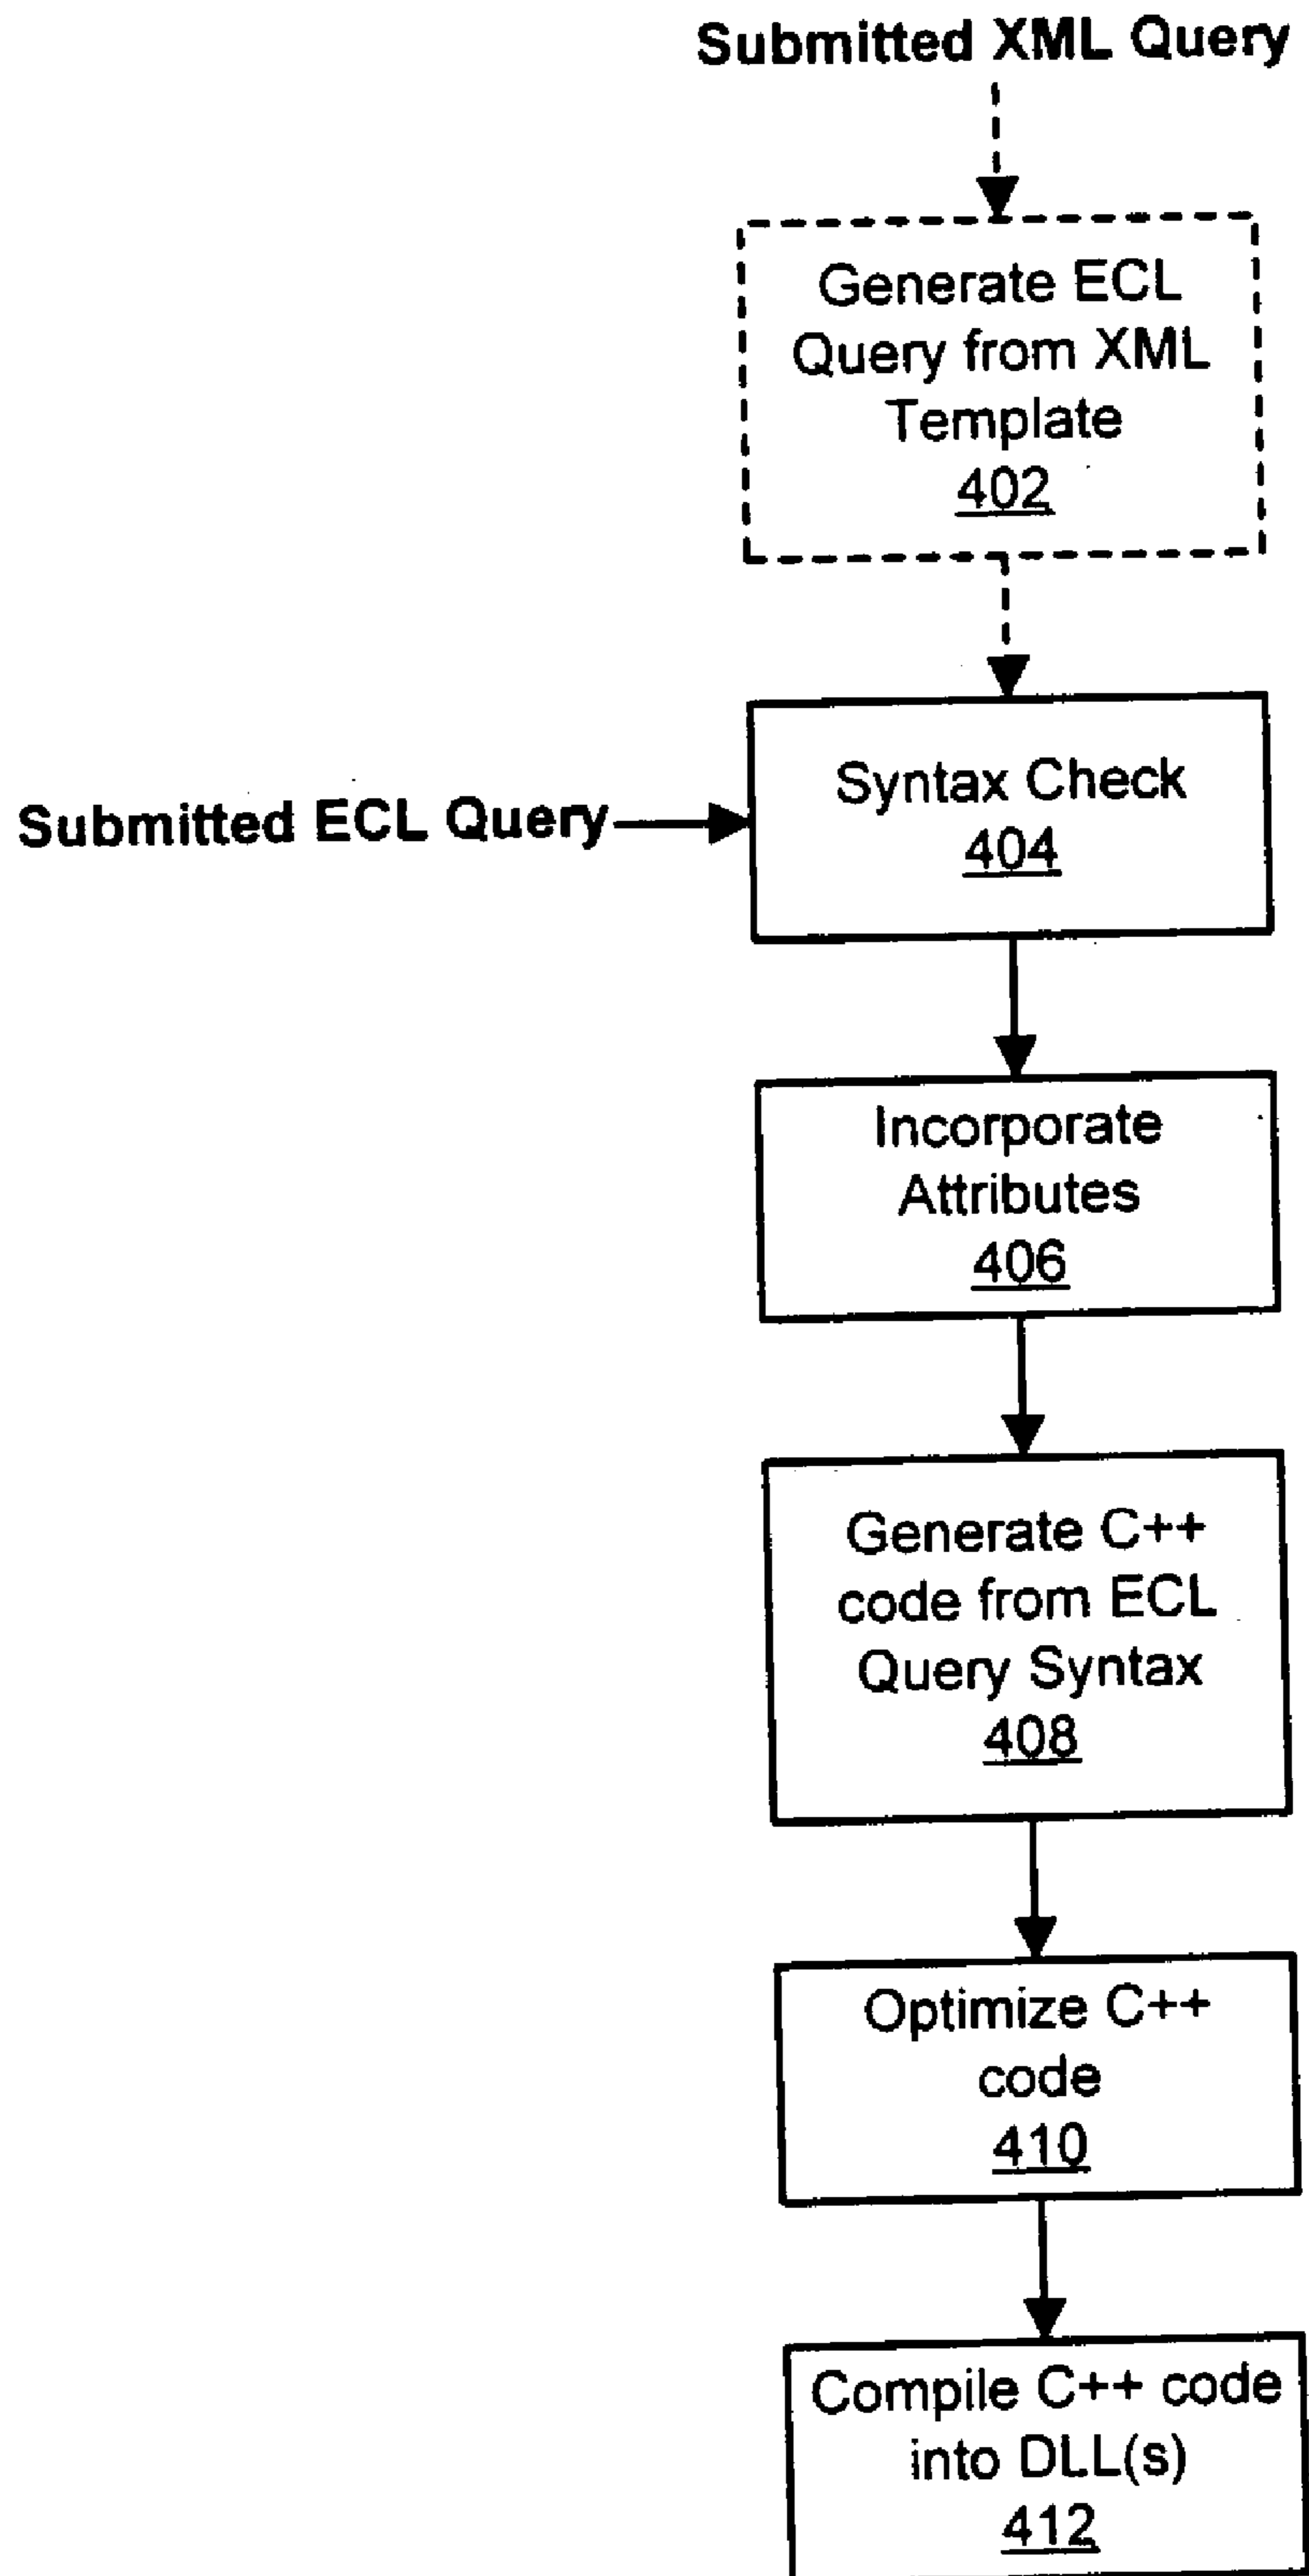 Submitted XML Query
Generate ECL
Query from XML
Template
402
Syntax Check
404
Submitted ECL Query
Incorporate
Attributes
406
Generate C++
code from ECL
Query Syntax
408
Optimize C++
code
410
Compile C++ code
into DLL(s)
412